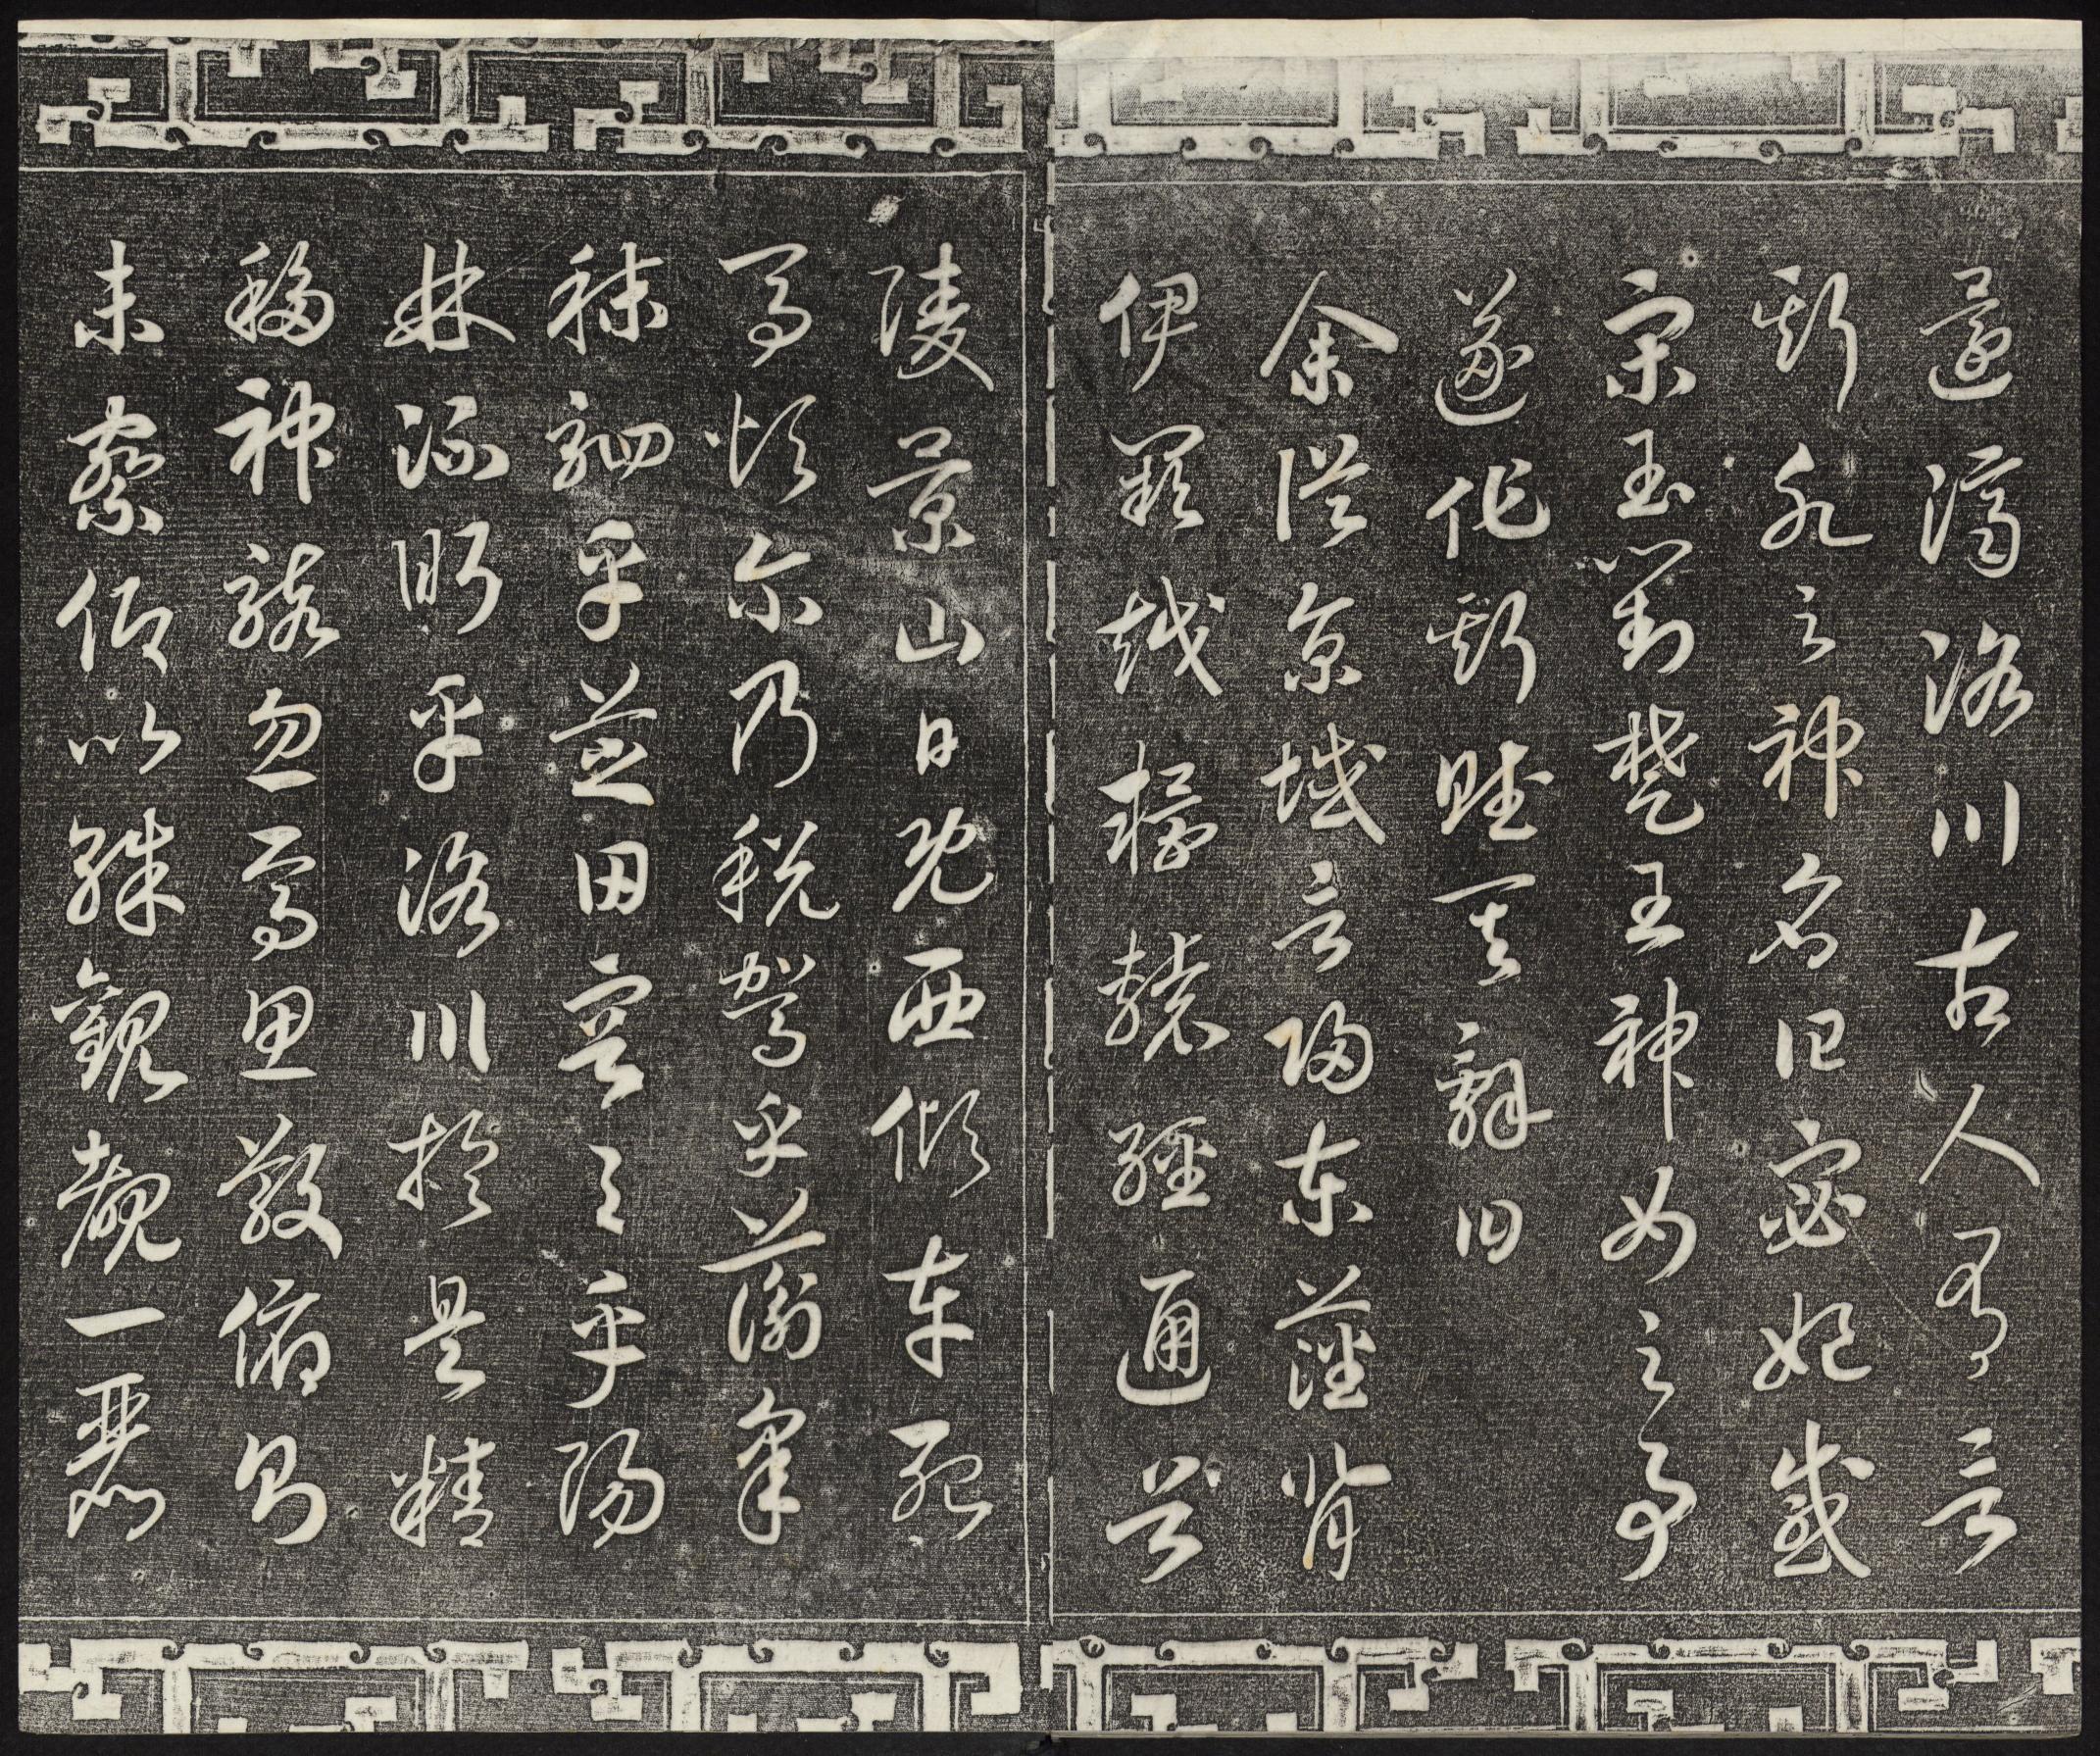 還濟洛川古人有言
斯水之神名曰宓妃感
宋玉對楚王神女之事
遂作斯賦其辭曰
余從京域言歸東藩背
伊闕越轘轅經通谷
陵景山日既西傾車殆
馬煩爾乃稅駕乎蘅皋
秣駟乎芝田容與乎陽
林流眄乎洛川於是精
移神駭忽焉思散俯則
未察仰以殊觀覩一麗